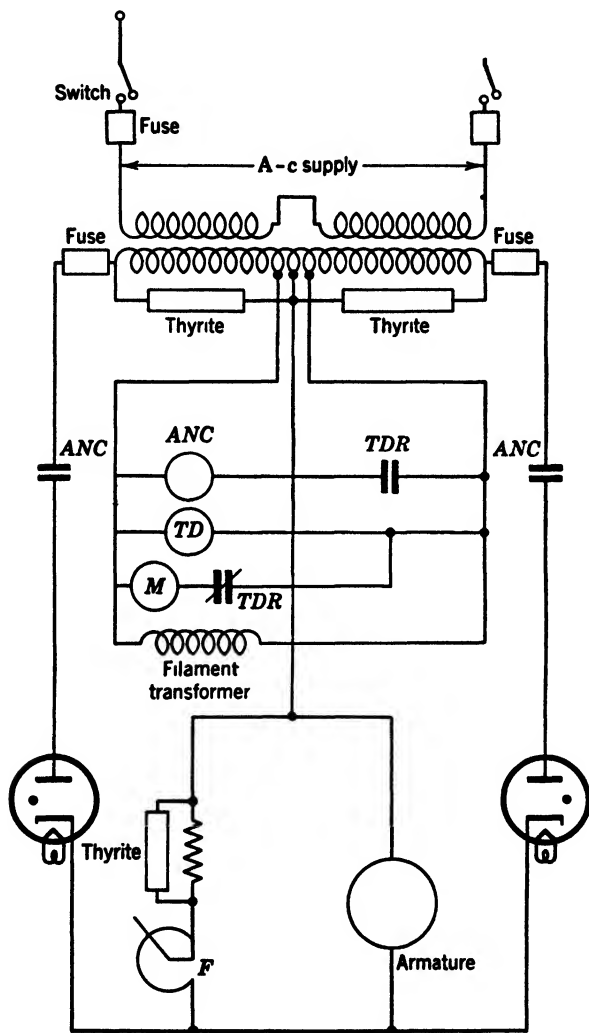 Switch
Fuse
A-c supply
Fuse
Fuse
Thyrite
Thyrite
ANC
ANC
TDR
ANC
TD
M
TDR
Filament
transformer
Thyrite
F
Armature